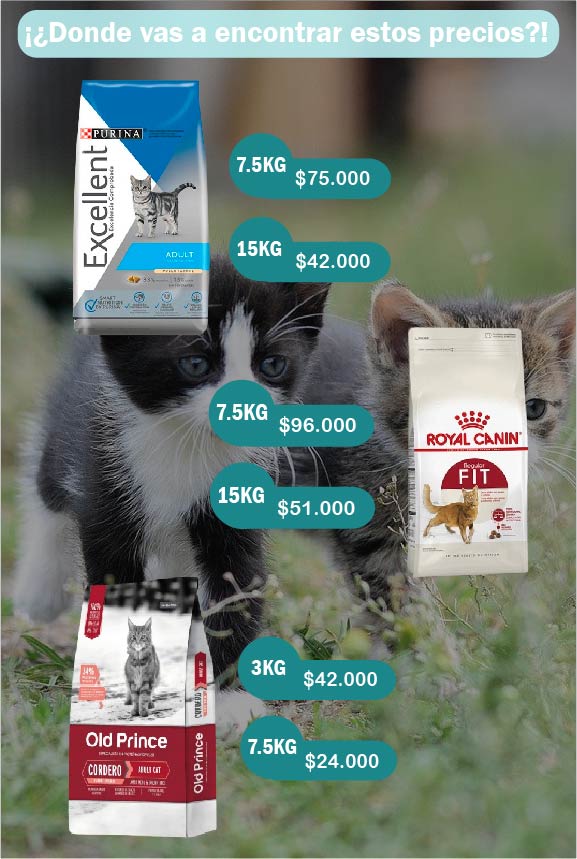 ¡¿Donde vas a encontrar estos precios?!
PURINA
Excellent
ADULT
7.5KG
$75.000
15KG
$42.000
7.5KG
$96.000
15KG
$51.000
ROYAL CANIN
Regular
FIT
Old Prince
CORDERO
ADULT CAT
Old Prince
3KG
$42.000
7.5KG
$24.000